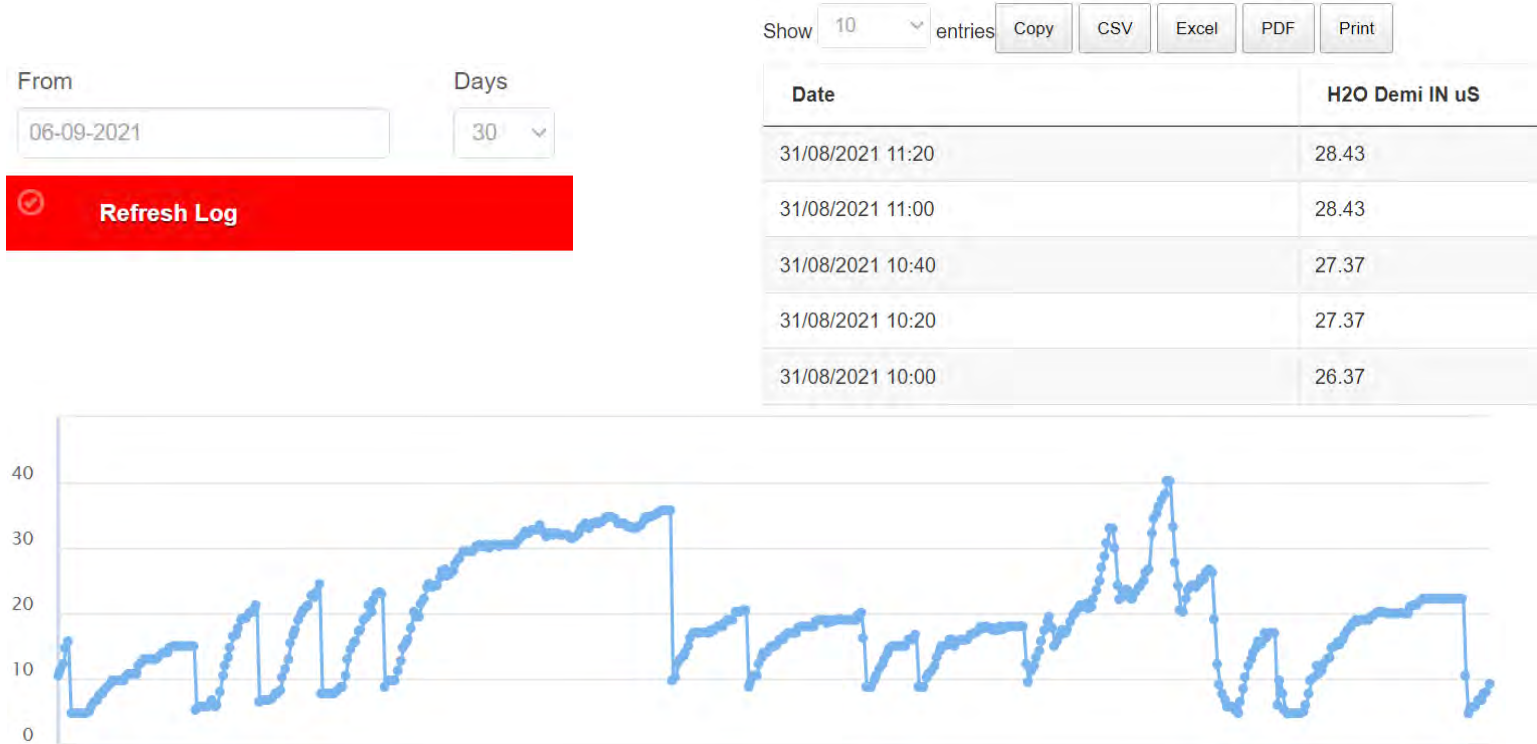 Show 10 entries Copy CSV Excel PDF Print
From Days
06-09-2021 30
Refresh Log
Date H2O Demi IN uS
31/08/2021 11:20 28.43
31/08/2021 11:00 28.43
31/08/2021 10:40 27.37
31/08/2021 10:20 27.37
31/08/2021 10:00 26.37
40
30
20
10
0